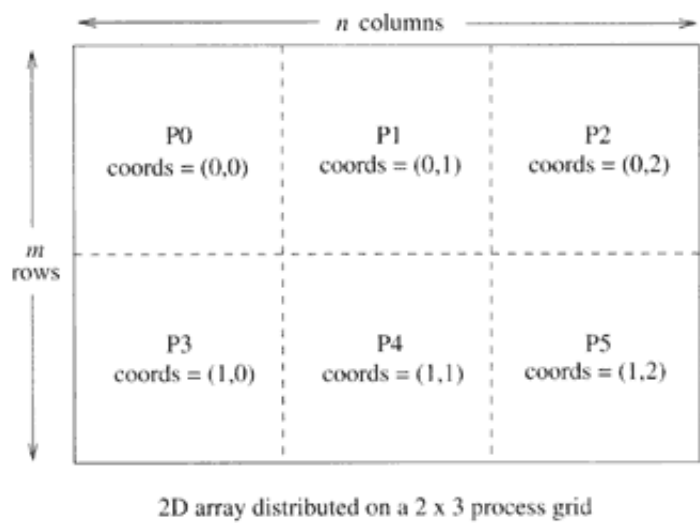 n columns
P0
coords = (0,0)
P1
coords = (0,1)
P2
coords = (0,2)
m
rows
P3
coords = (1,0)
P4
coords = (1,1)
P5
coords = (1,2)
2D array distributed on a 2 x 3 process grid